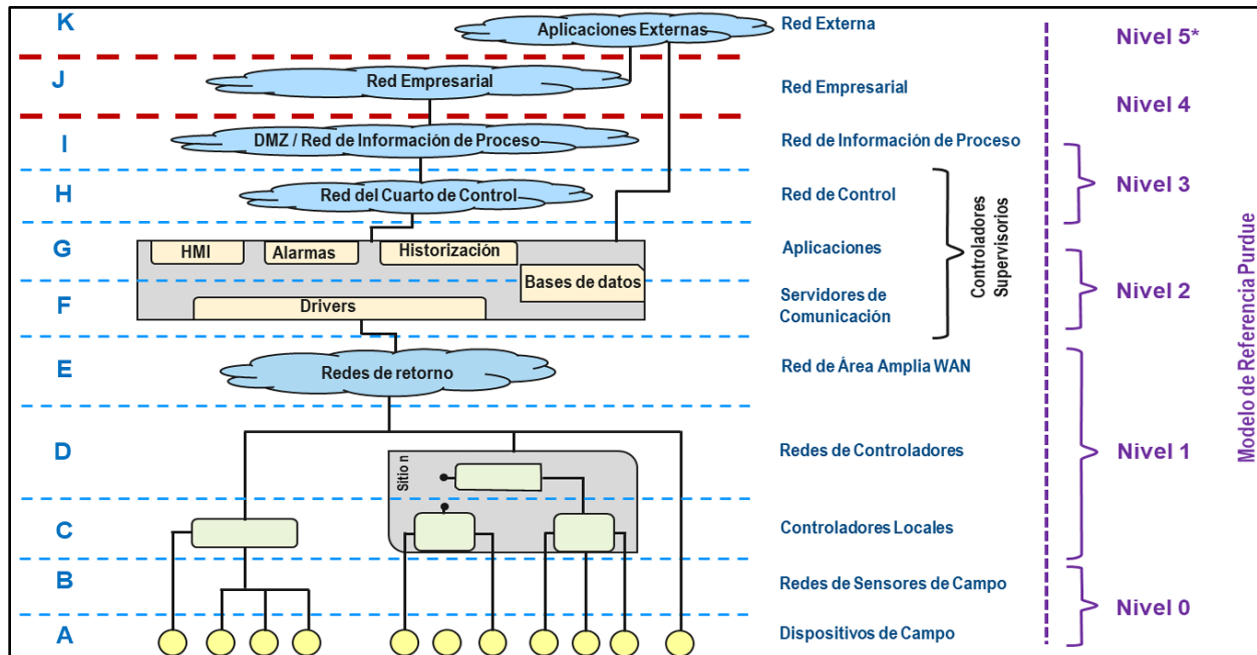 K
Aplicaciones Externas
Red Externa
Nivel 5*
J
Red Empresarial
Red Empresarial
Nivel 4
I
DMZ / Red de Información de Proceso
Red de Información de Proceso
H
Red del Cuarto de Control
Red de Control
Nivel 3
G
HMI
Alarmas
Historización
Aplicaciones
Bases de datos
F
Drivers
Servidores de
Comunicación
Controladores
Supervisorios
Nivel 2
E
Redes de retorno
Red de Área Amplia WAN
D
Sitio n
Redes de Controladores
Nivel 1
C
Controladores Locales
B
Redes de Sensores de Campo
Nivel 0
A
Dispositivos de Campo
Modelo de Referencia Purdue